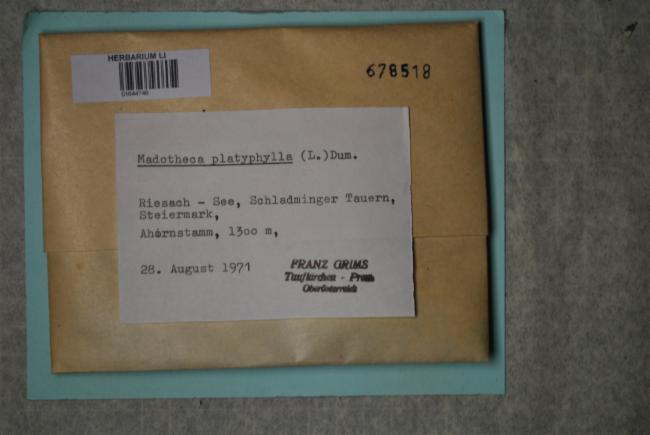 HERBARIUM LI
678518
Madotheca platyphylla (L.)Dum.
Riesach - See, Schladminger Tauern,
Steiermark,
Ahornstamm, 1300 m,
28. August 1971
FRANZ GRIMS
Taufkirchen - Pram
Oberösterreich